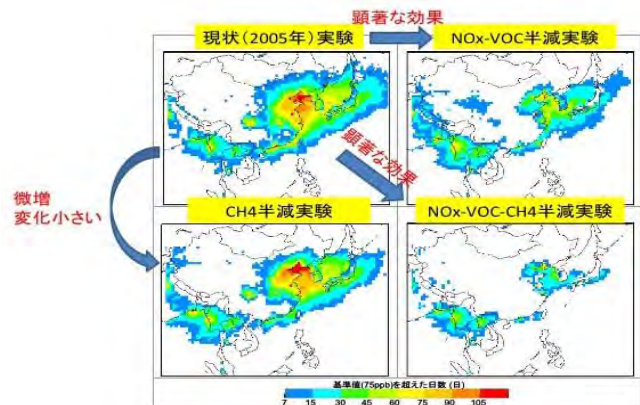 顕著な効果
現状(2005年)実験
NOx-VOC半減実験
顕著な効果
微増
変化小さい
CH4半減実験
NOx-VOC-CH4半減実験
基準値(75ppb)を超えた日数 (日)
7 15 30 45 60 75 90 105